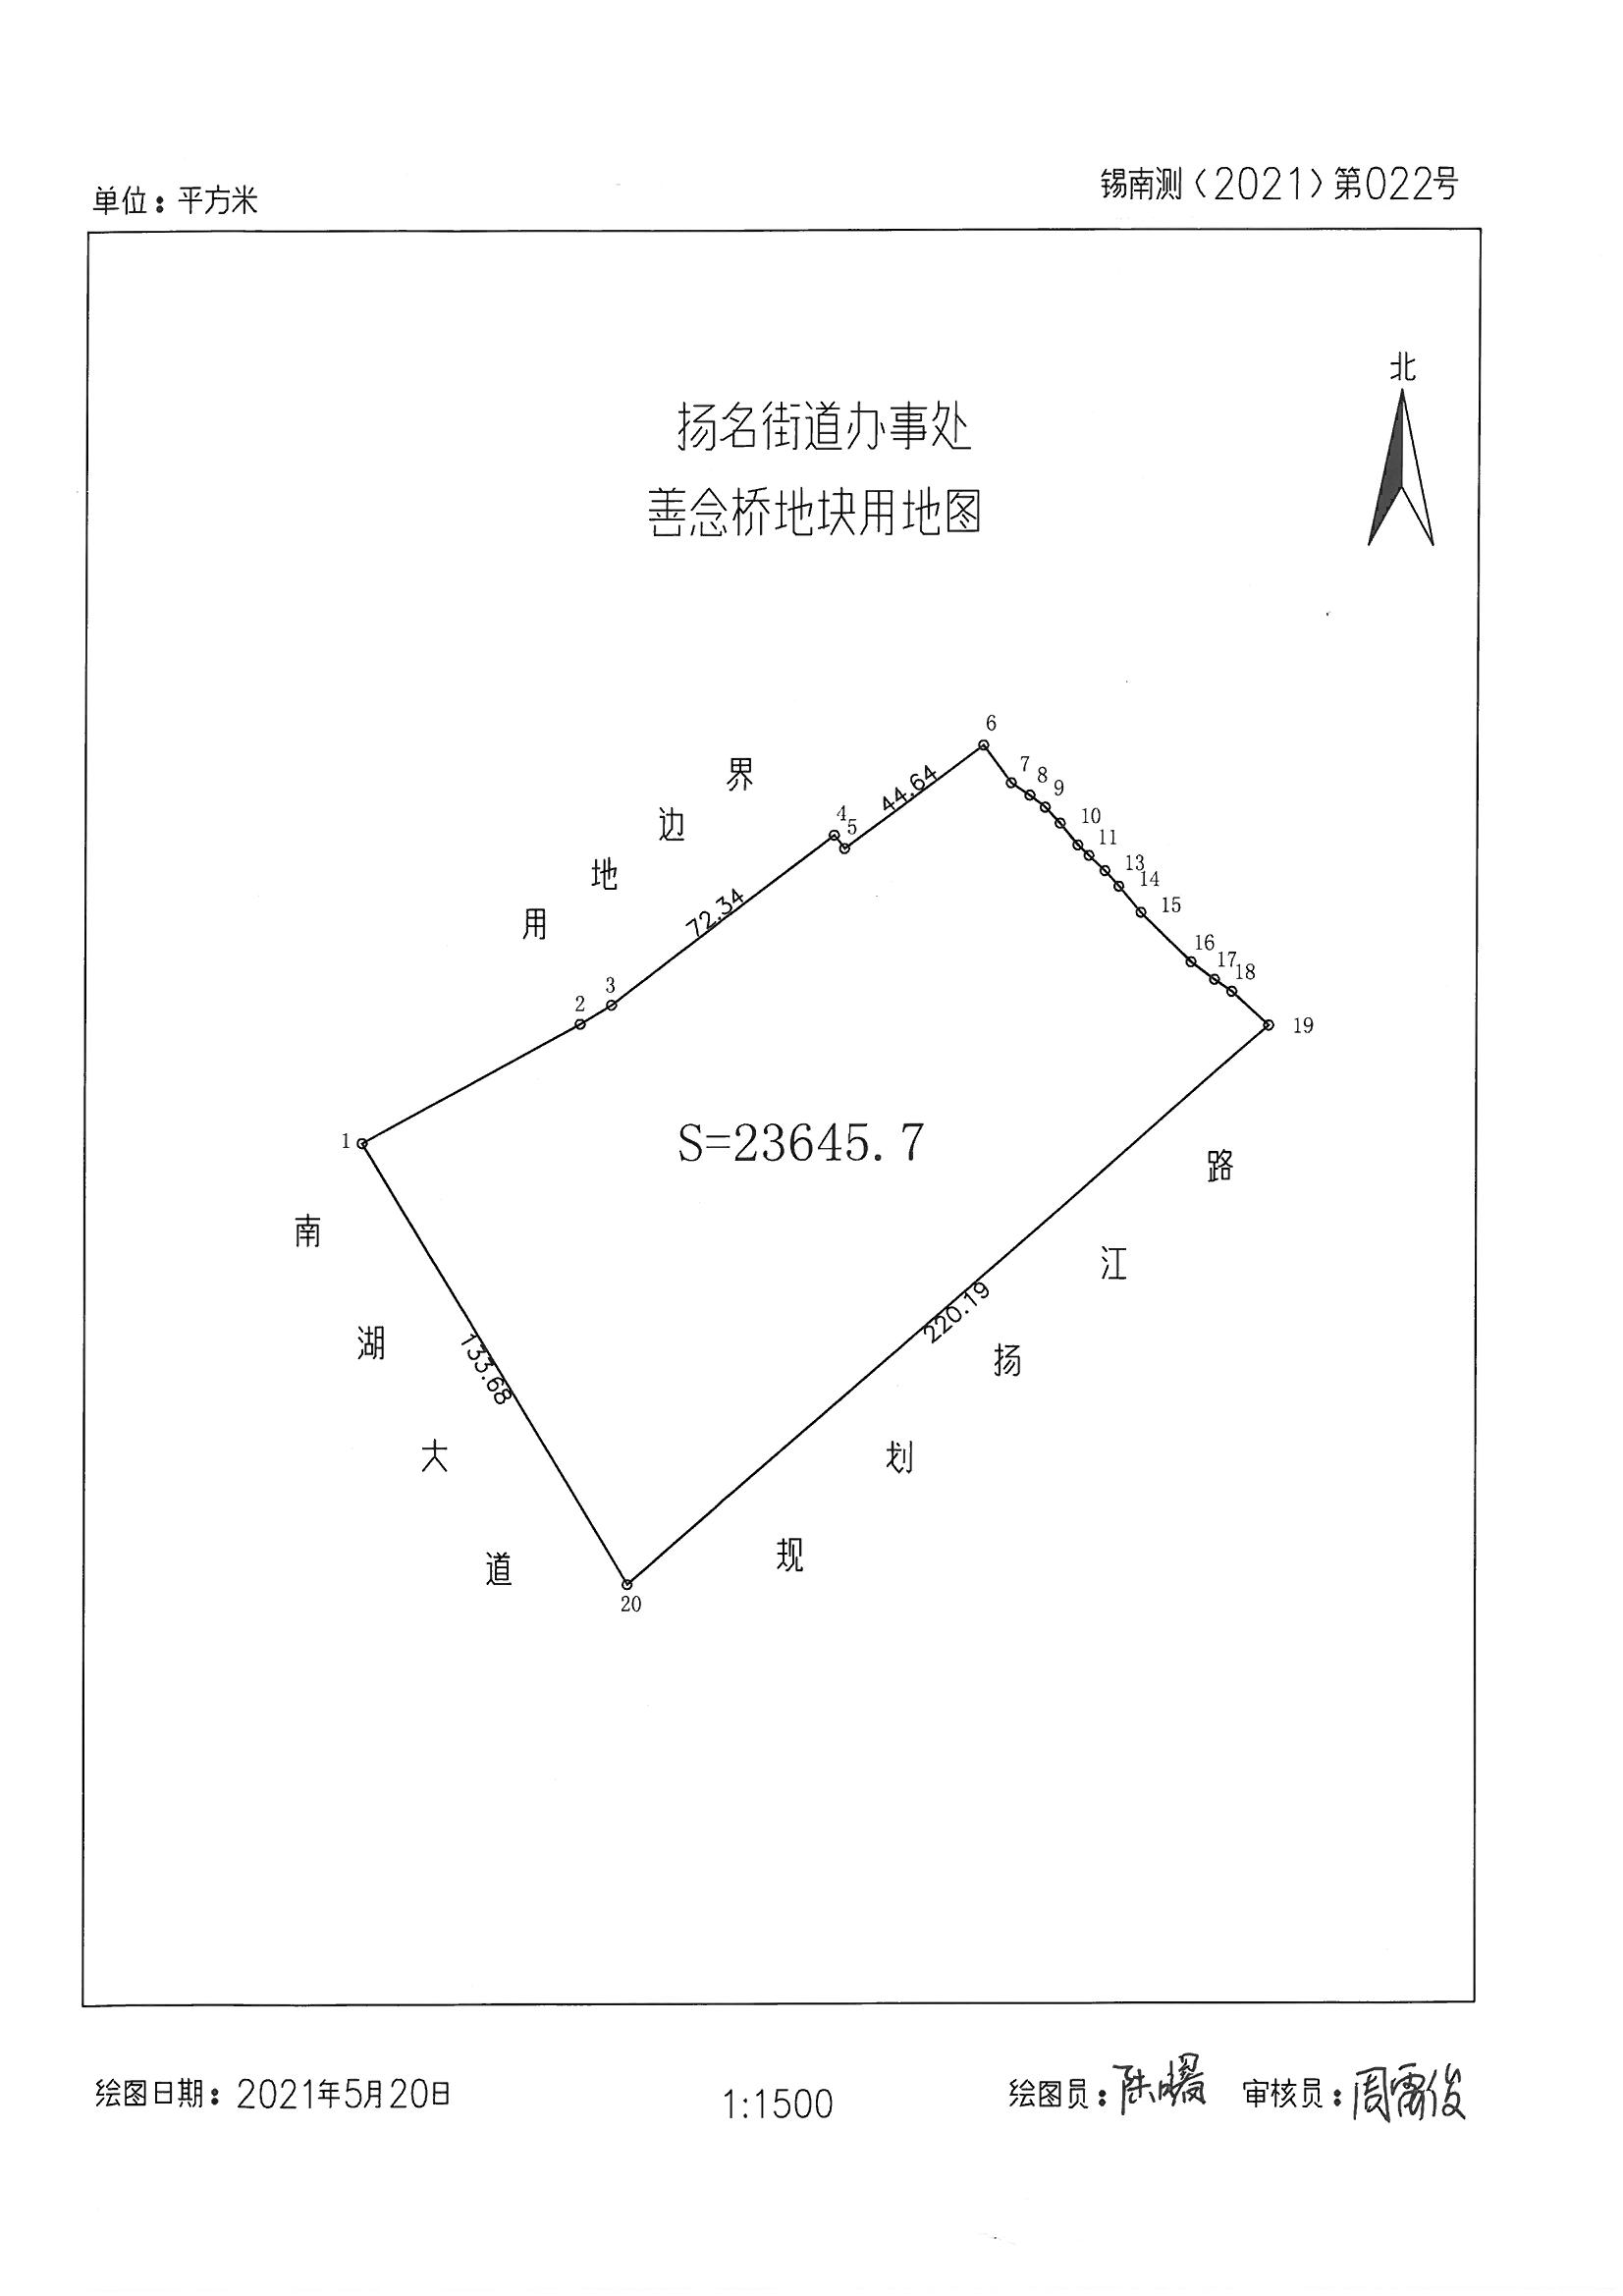 单位：平方米
锡南测〈2021〉第022号
北
扬名街道办事处
善念桥地块用地图
用地边界
1
2
3
4
5
6
7
8
9
10
11
13
14
15
16
17
18
19
20
72.34
44.64
S=23645.7
133.68
220.19
南湖大道
规划扬江路
绘图日期：2021年5月20日
1:1500
绘图员：
审核员：